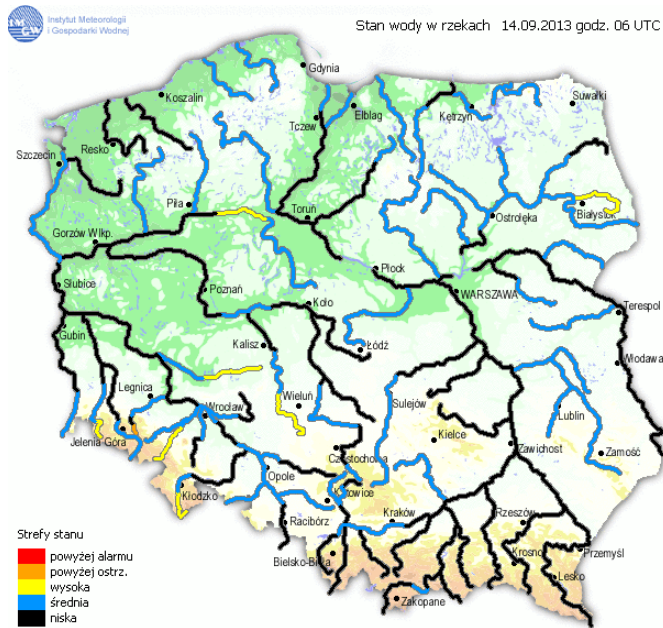 IMGW
Instytut Meteorologii
i Gospodarki Wodnej
Stan wody w rzekach 14.09.2013 godz. 06 UTC
Gdynia
Koszalin
Suwałki
Elbląg
Kętrzyn
Tczew
Resko
Szczecin
Piła
Białystok
Toruń
Ostrołęka
Gorzów Wlkp.
Płock
Słubice
Poznań
WARSZAWA
Koło
Terespol
Gubin
Kalisz
Łódź
Włodawa
Legnica
Wieluń
Sulejów
Wrocław
Lublin
Jelenia-Góra
Kielce
Zawichost
Częstochowa
Zamość
Opole
Kłodzko
Katowice
Racibórz
Kraków
Rzeszów
Strefy stanu
Bielsko-Biała
Krosno
Przemyśl
powyżej alarmu
Lesko
powyżej ostrz.
wysoka
Zakopane
średnia
niska